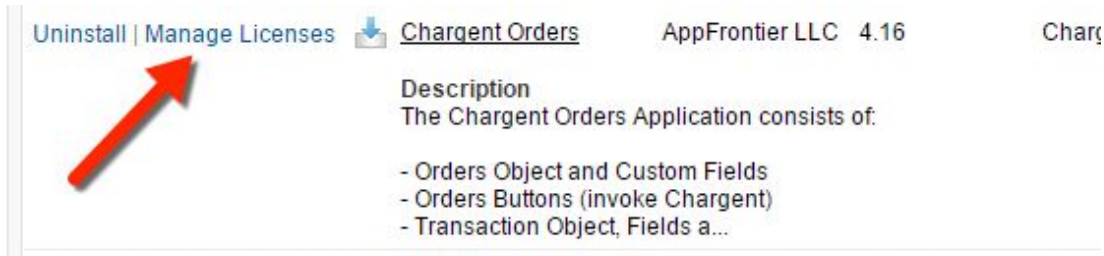 Uninstall | Manage Licenses Chargent Orders AppFrontier LLC 4.16 Charg
Description
The Chargent Orders Application consists of:
- Orders Object and Custom Fields
- Orders Buttons (invoke Chargent)
- Transaction Object, Fields a...